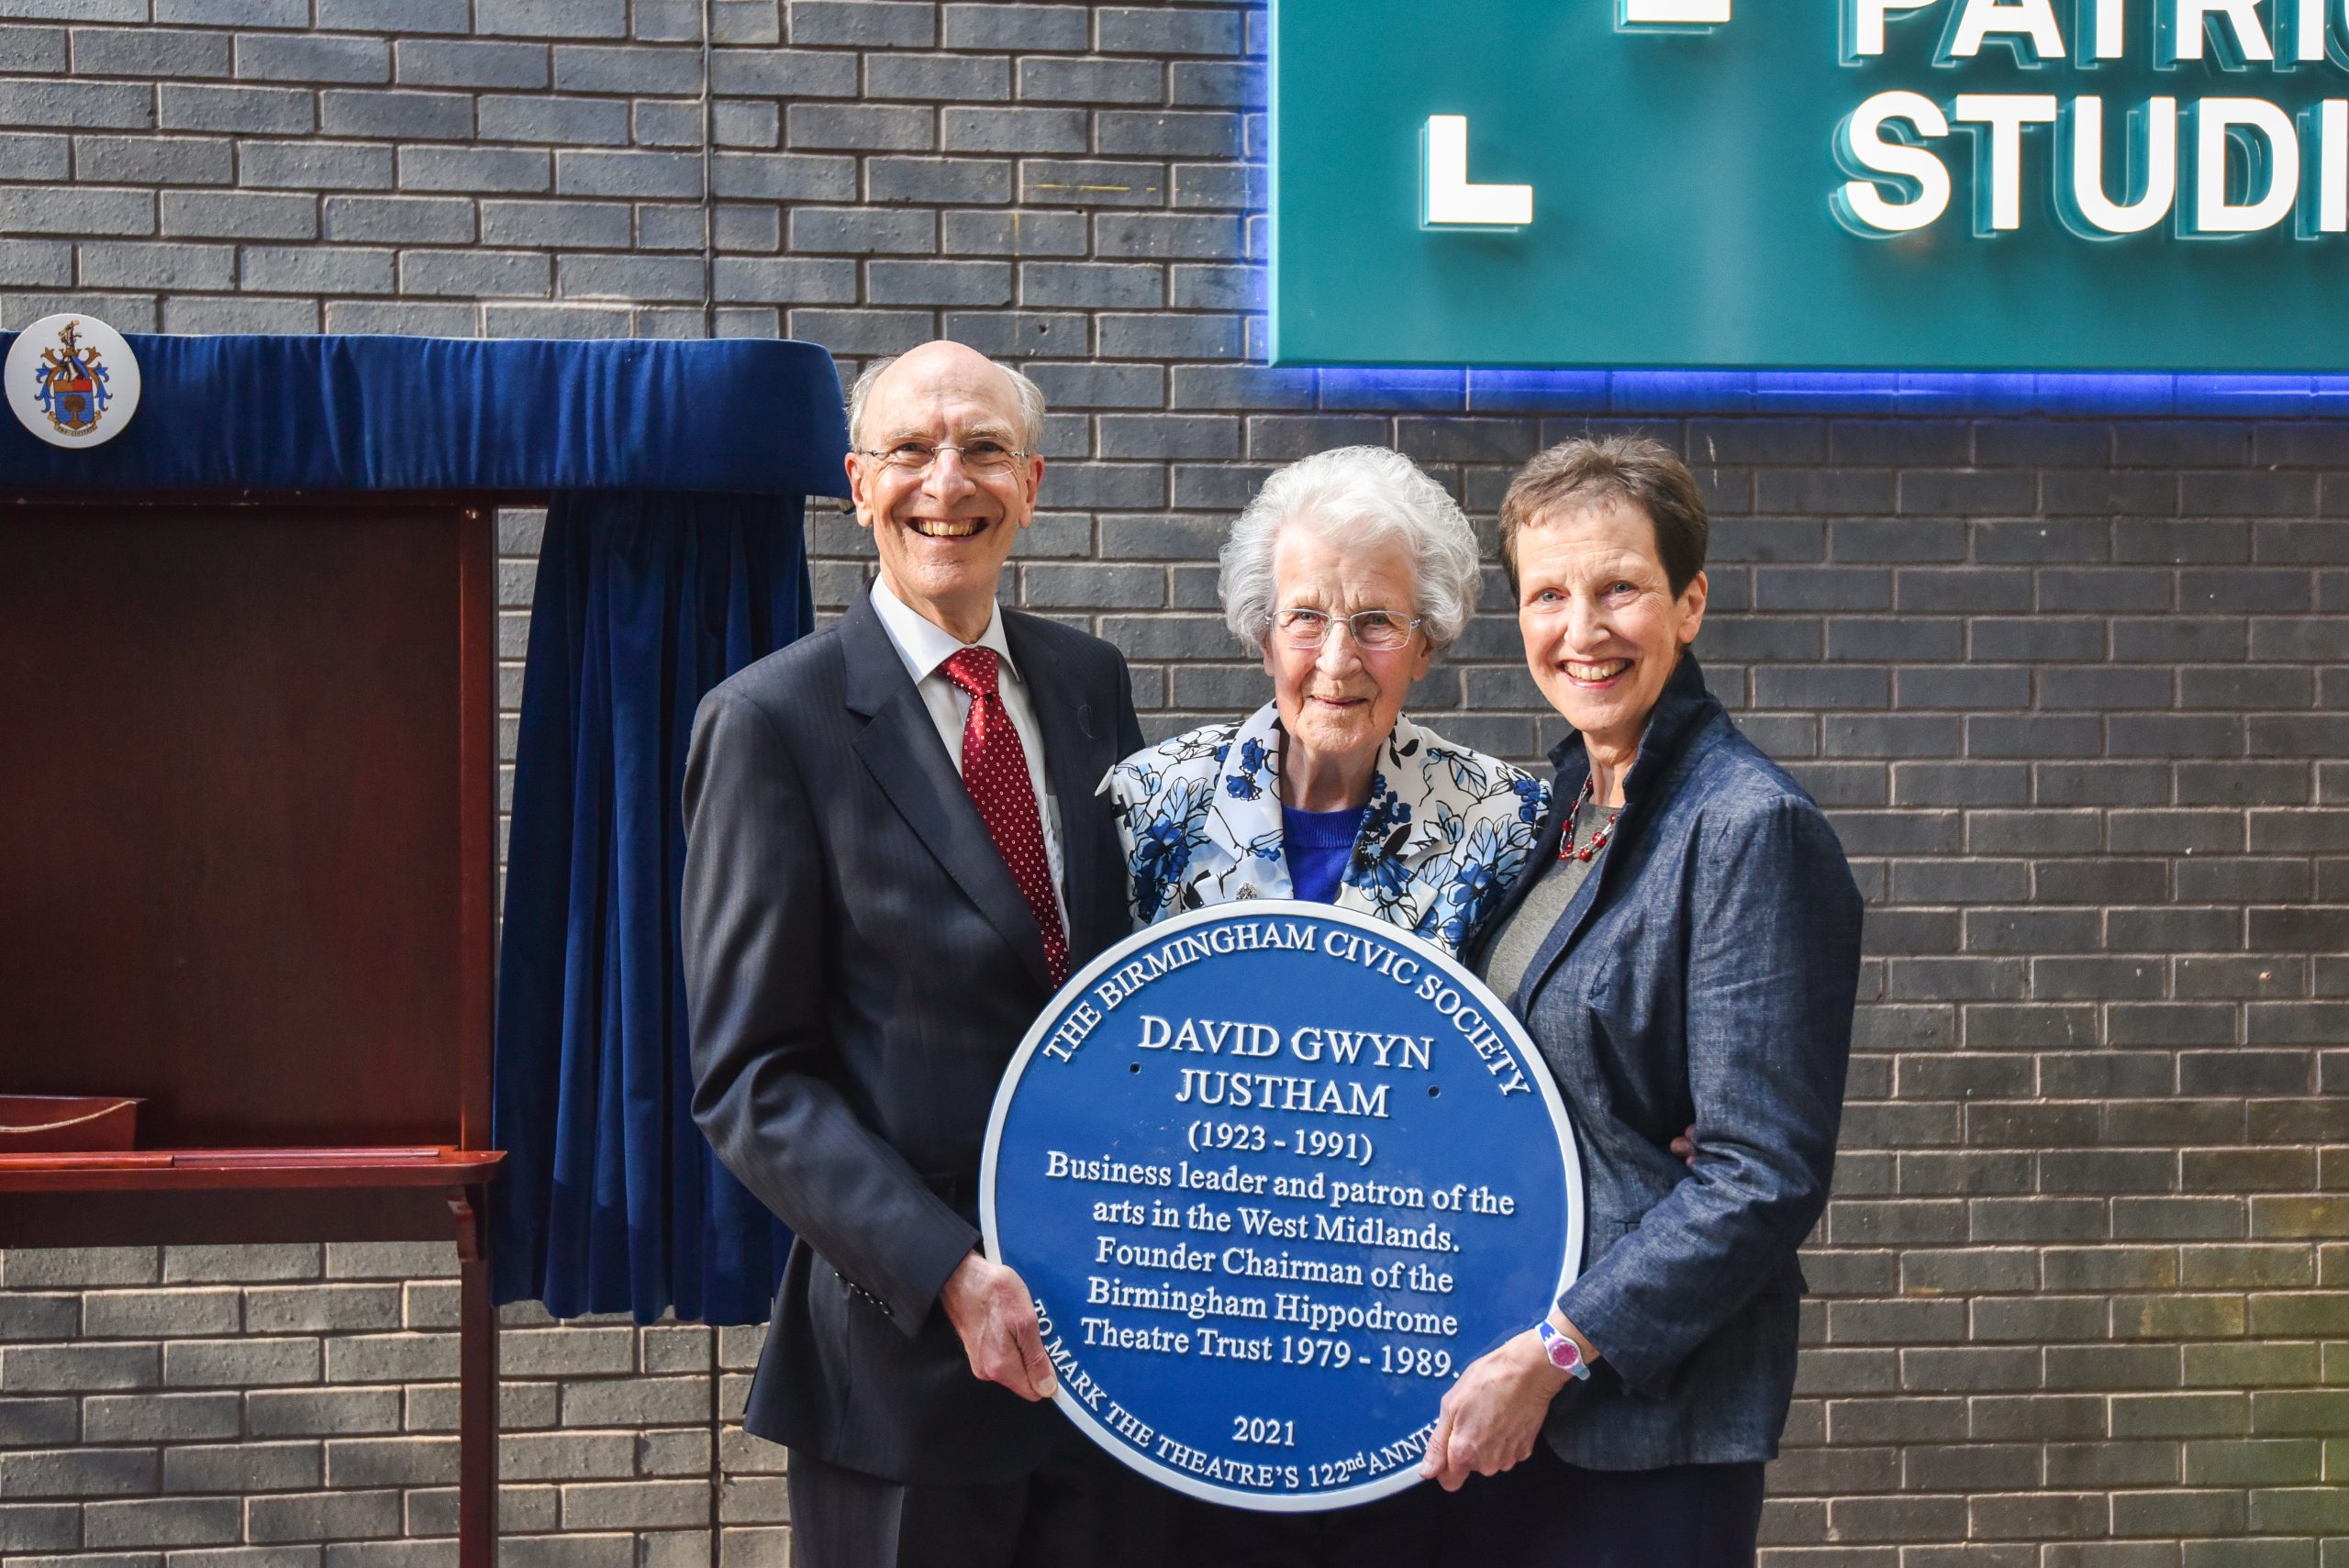 PATRI
STUDI
THE BIRMINGHAM CIVIC SOCIETY
DAVID GWYN
JUSTHAM
(1923 - 1991)
Business leader and patron of the
arts in the West Midlands.
Founder Chairman of the
Birmingham Hippodrome
Theatre Trust 1979 - 1989.
2021
TO MARK THE THEATRE'S 122nd ANNI